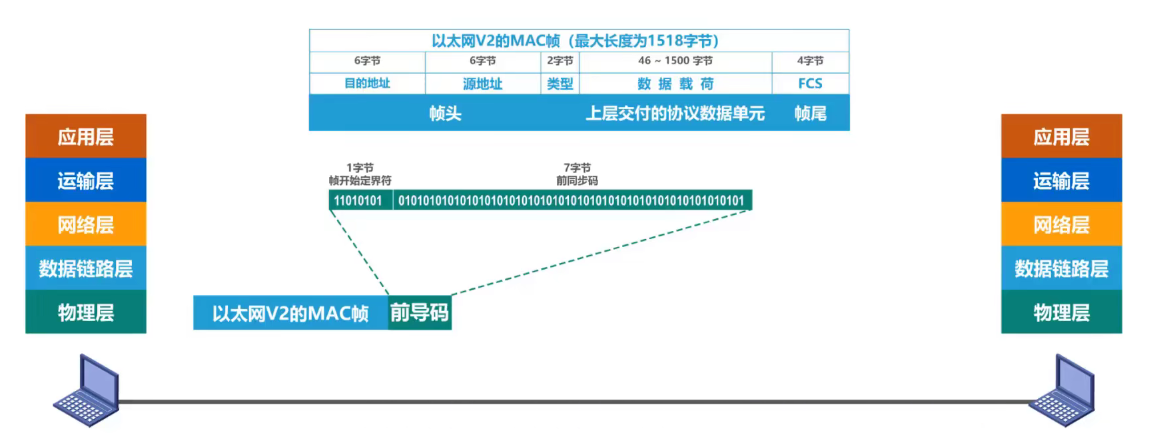 以太网V2的MAC帧（最大长度为1518字节）
6字节 6字节 2字节 46 ~ 1500 字节 4字节
目的地址 源地址 类型 数 据 载 荷 FCS
帧头 上层交付的协议数据单元 帧尾
应用层
运输层
网络层
数据链路层
物理层
1字节
帧开始定界符
7字节
前同步码
11010101 01010101010101010101010101010101010101010101010101010101
以太网V2的MAC帧 前导码
应用层
运输层
网络层
数据链路层
物理层